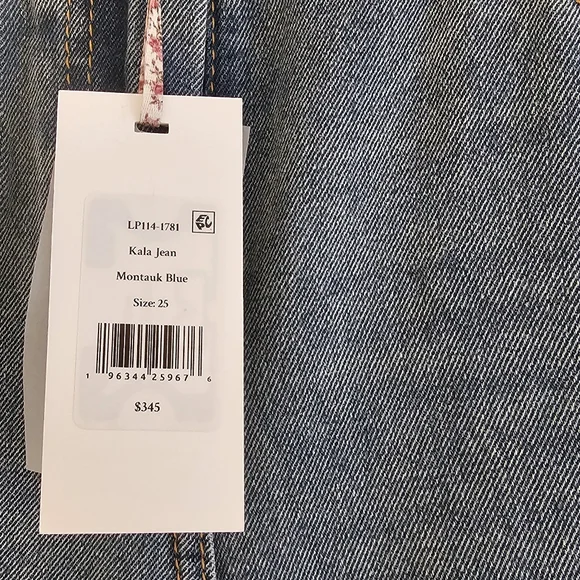 LP114-1781
Kala Jean
Montauk Blue
Size: 25
1 96344 25967 6
$345